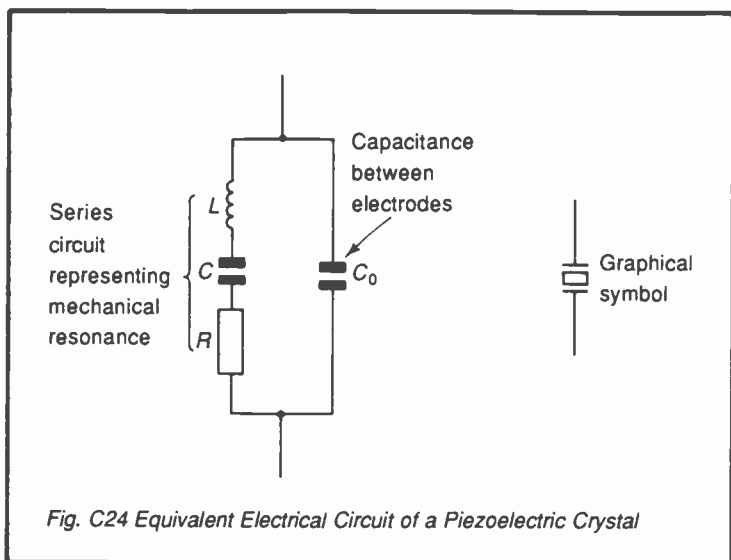 Capacitance
between
electrodes
Series
circuit
representing
mechanical
resonance
L
C
R
C₀
Graphical
symbol
Fig. C24 Equivalent Electrical Circuit of a Piezoelectric Crystal